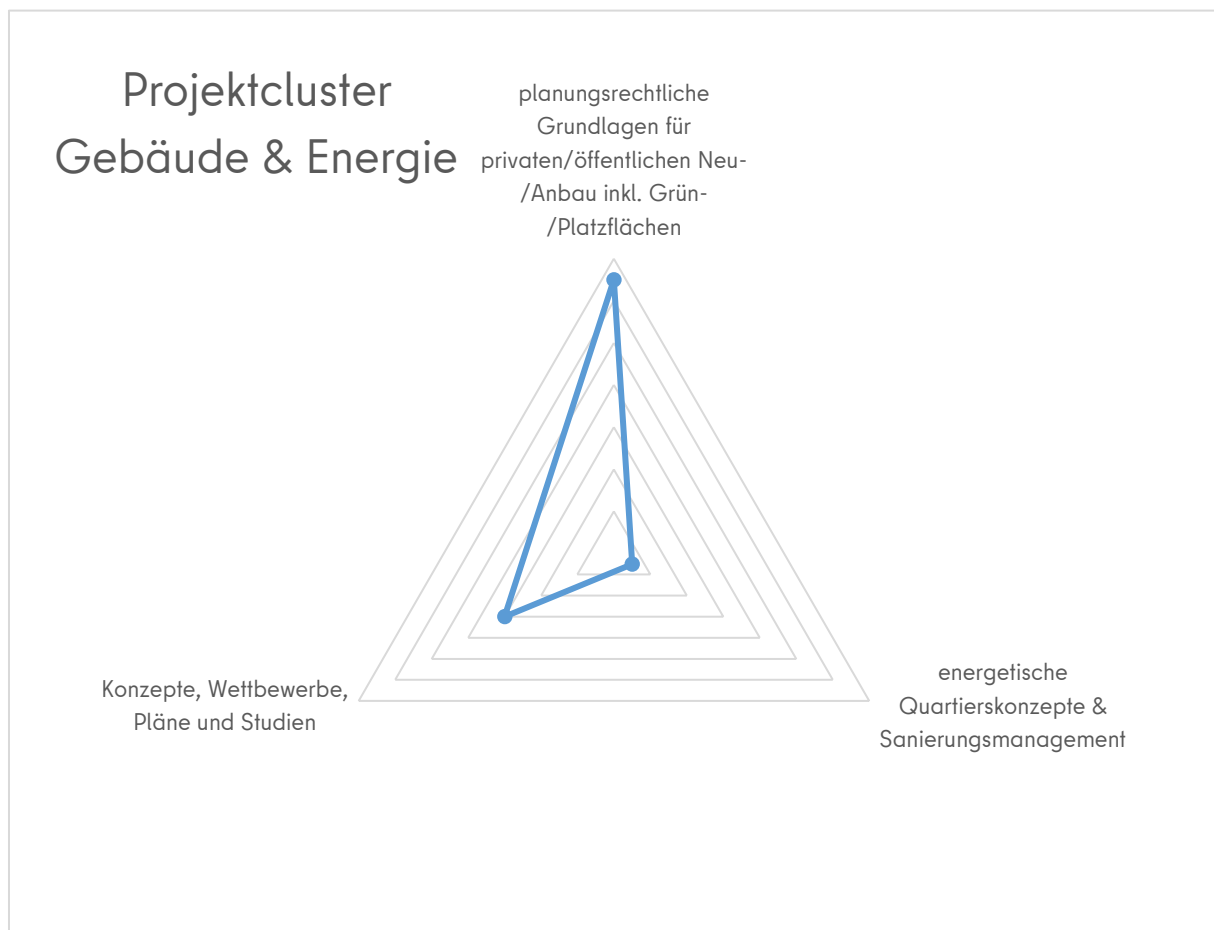 Projektcluster
Gebäude & Energie
planungsrechtliche
Grundlagen für
privaten/öffentlichen Neu-
/Anbau inkl. Grün-
/Platzflächen
Konzepte, Wettbewerbe,
Pläne und Studien
energetische
Quartierskonzepte &
Sanierungsmanagement